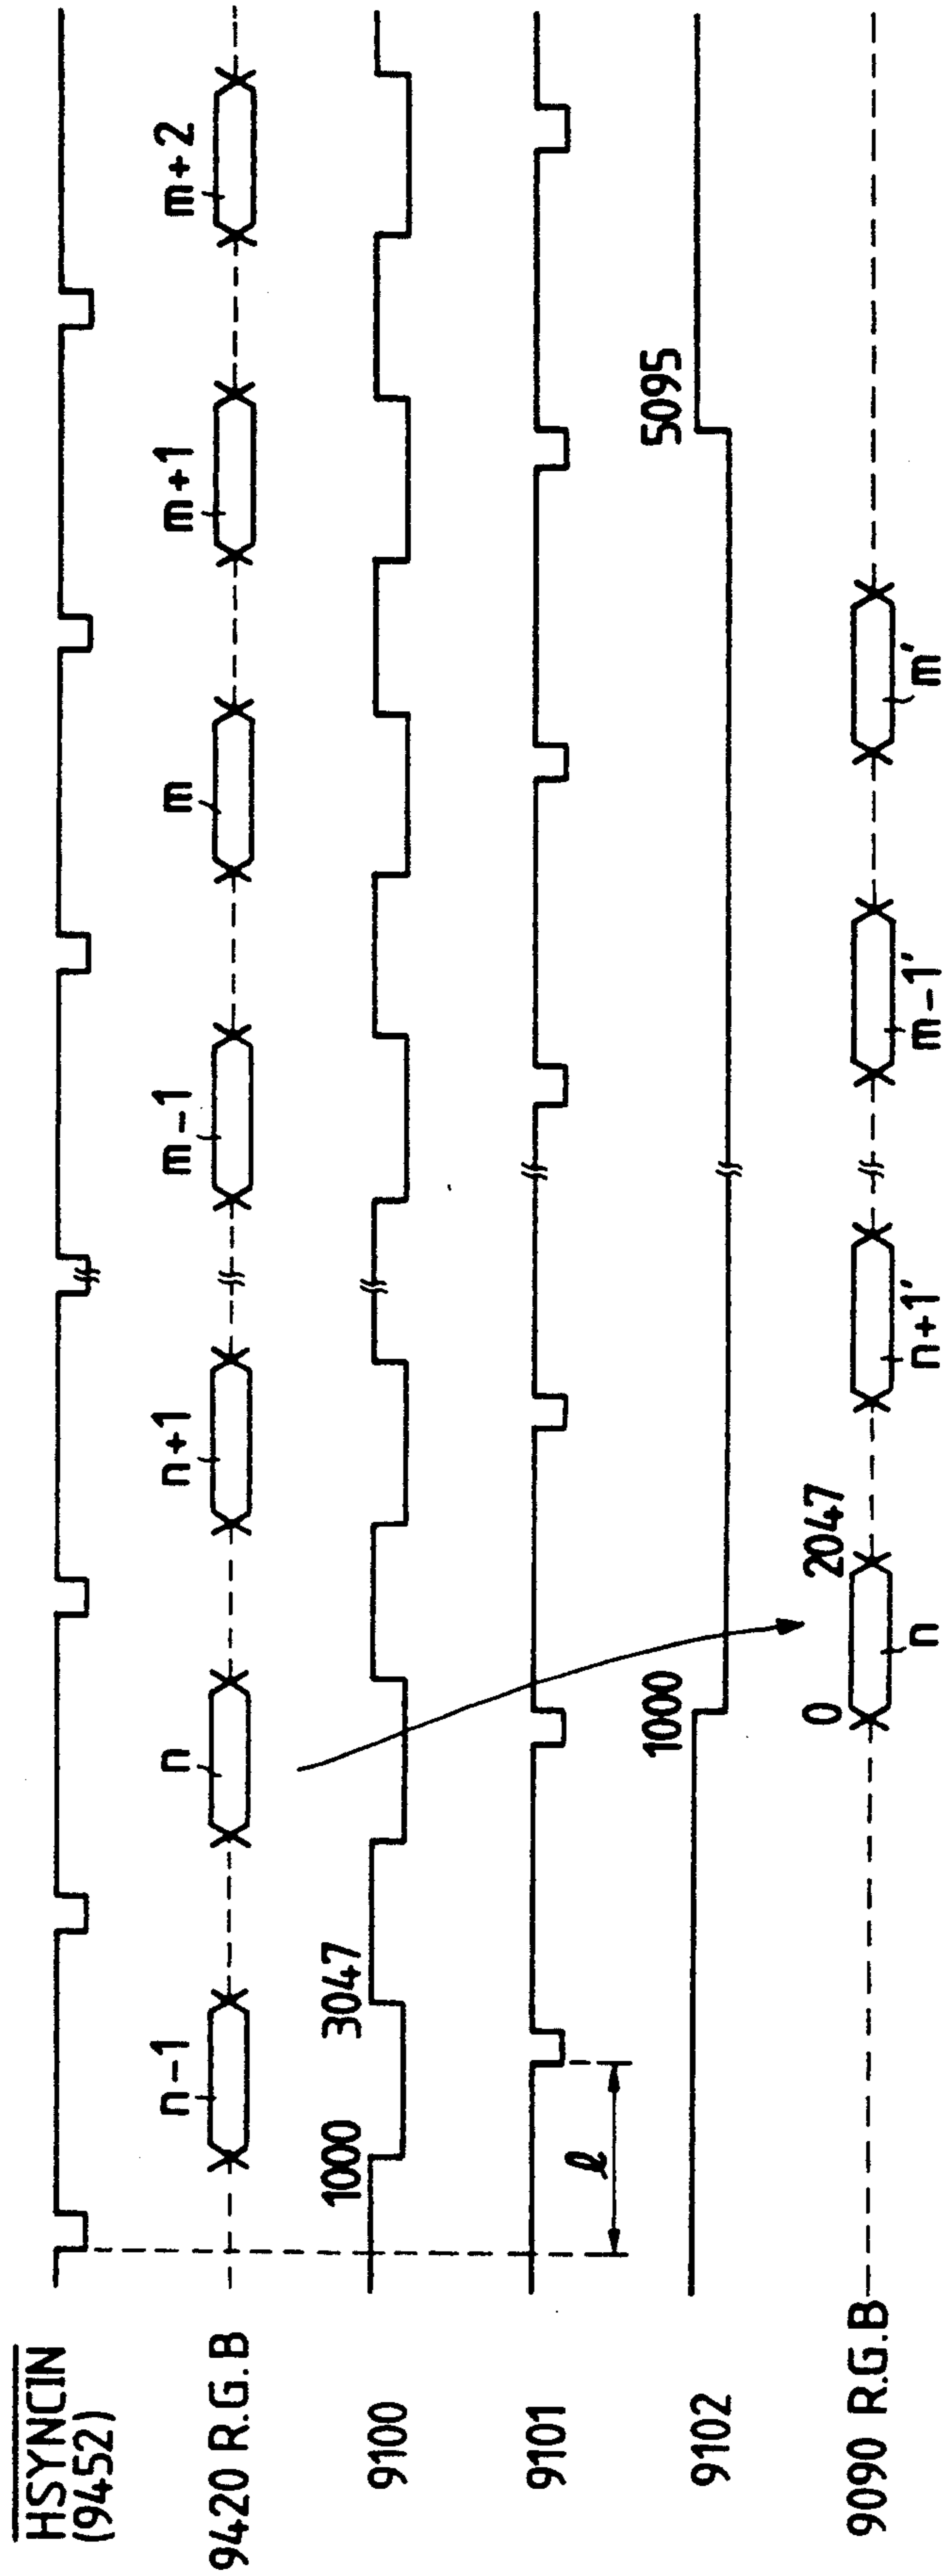 HSYNCIN
(9452)
9420 R.G.B
n-1
n
n+1
m-1
m
m+1
m+2
9100
1000
3047
9101
ℓ
9102
1000
5095
9090 R.G.B
0
2047
n
n+1'
m-1'
m'